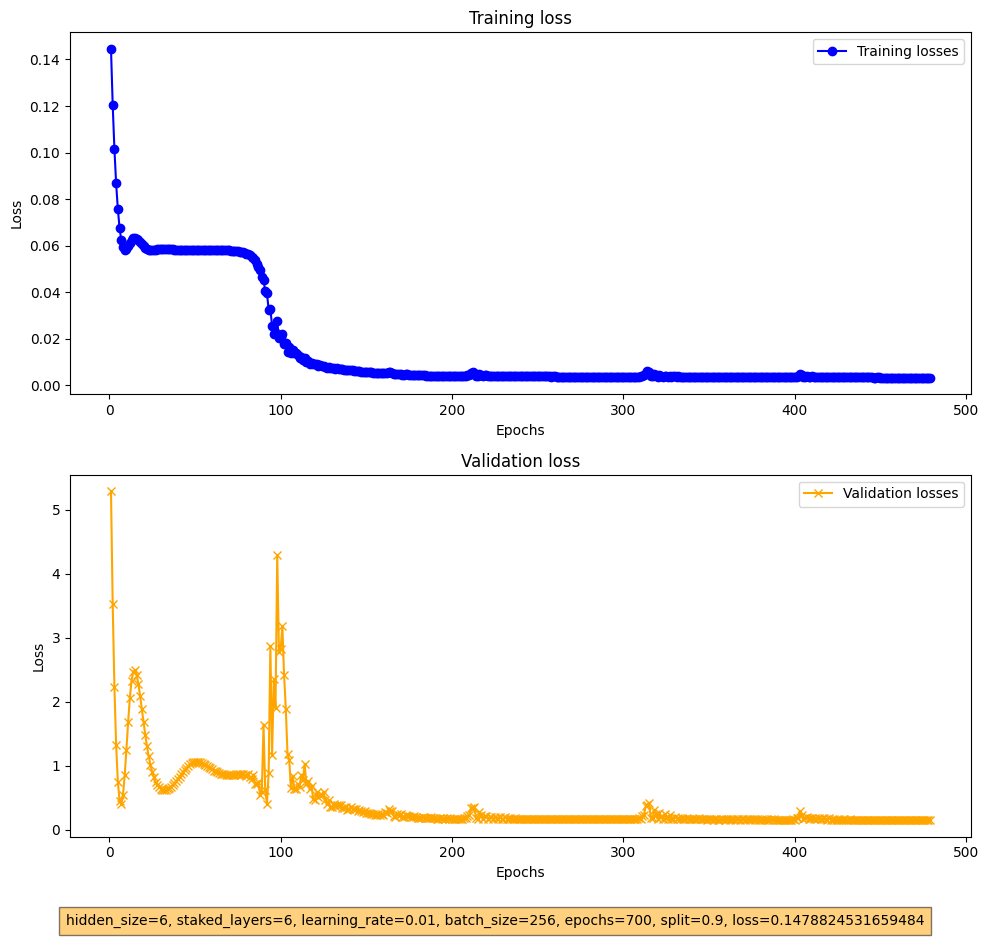 Training loss
Training losses
0.14
0.12
0.10
0.08
0.06
0.04
0.02
0.00
Loss
0 100 200 300 400 500
Epochs
Validation loss
Validation losses
5
4
3
2
1
0
Loss
0 100 200 300 400 500
Epochs
hidden_size=6, staked_layers=6, learning_rate=0.01, batch_size=256, epochs=700, split=0.9, loss=0.1478824531659484